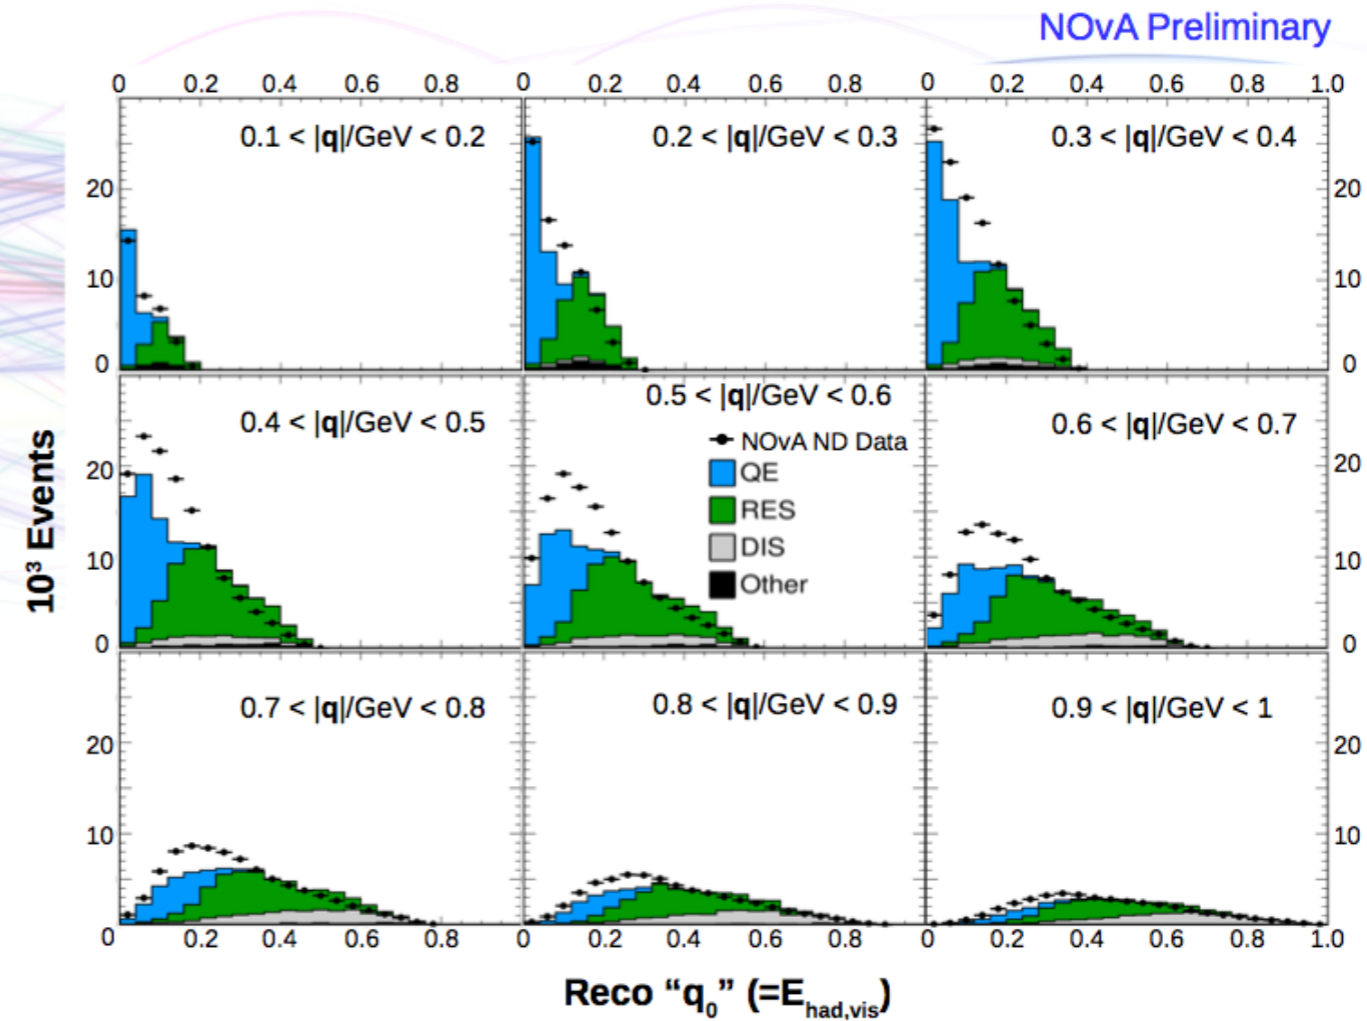 NOvA Preliminary
0 0.2 0.4 0.6 0.8 0 0.2 0.4 0.6 0.8 0 0.2 0.4 0.6 0.8 1.0
0.1 < |q|/GeV < 0.2
0.2 < |q|/GeV < 0.3
0.3 < |q|/GeV < 0.4
20 20
10 10
0 0
0.4 < |q|/GeV < 0.5
0.5 < |q|/GeV < 0.6
0.6 < |q|/GeV < 0.7
NOvA ND Data
QE
RES
DIS
Other
20 20
10 10
0 0
10³ Events
0.7 < |q|/GeV < 0.8
0.8 < |q|/GeV < 0.9
0.9 < |q|/GeV < 1
20 20
10 10
0 0.2 0.4 0.6 0.8 0 0.2 0.4 0.6 0.8 0 0.2 0.4 0.6 0.8 1.0
Reco “q₀” (=E_had,vis)